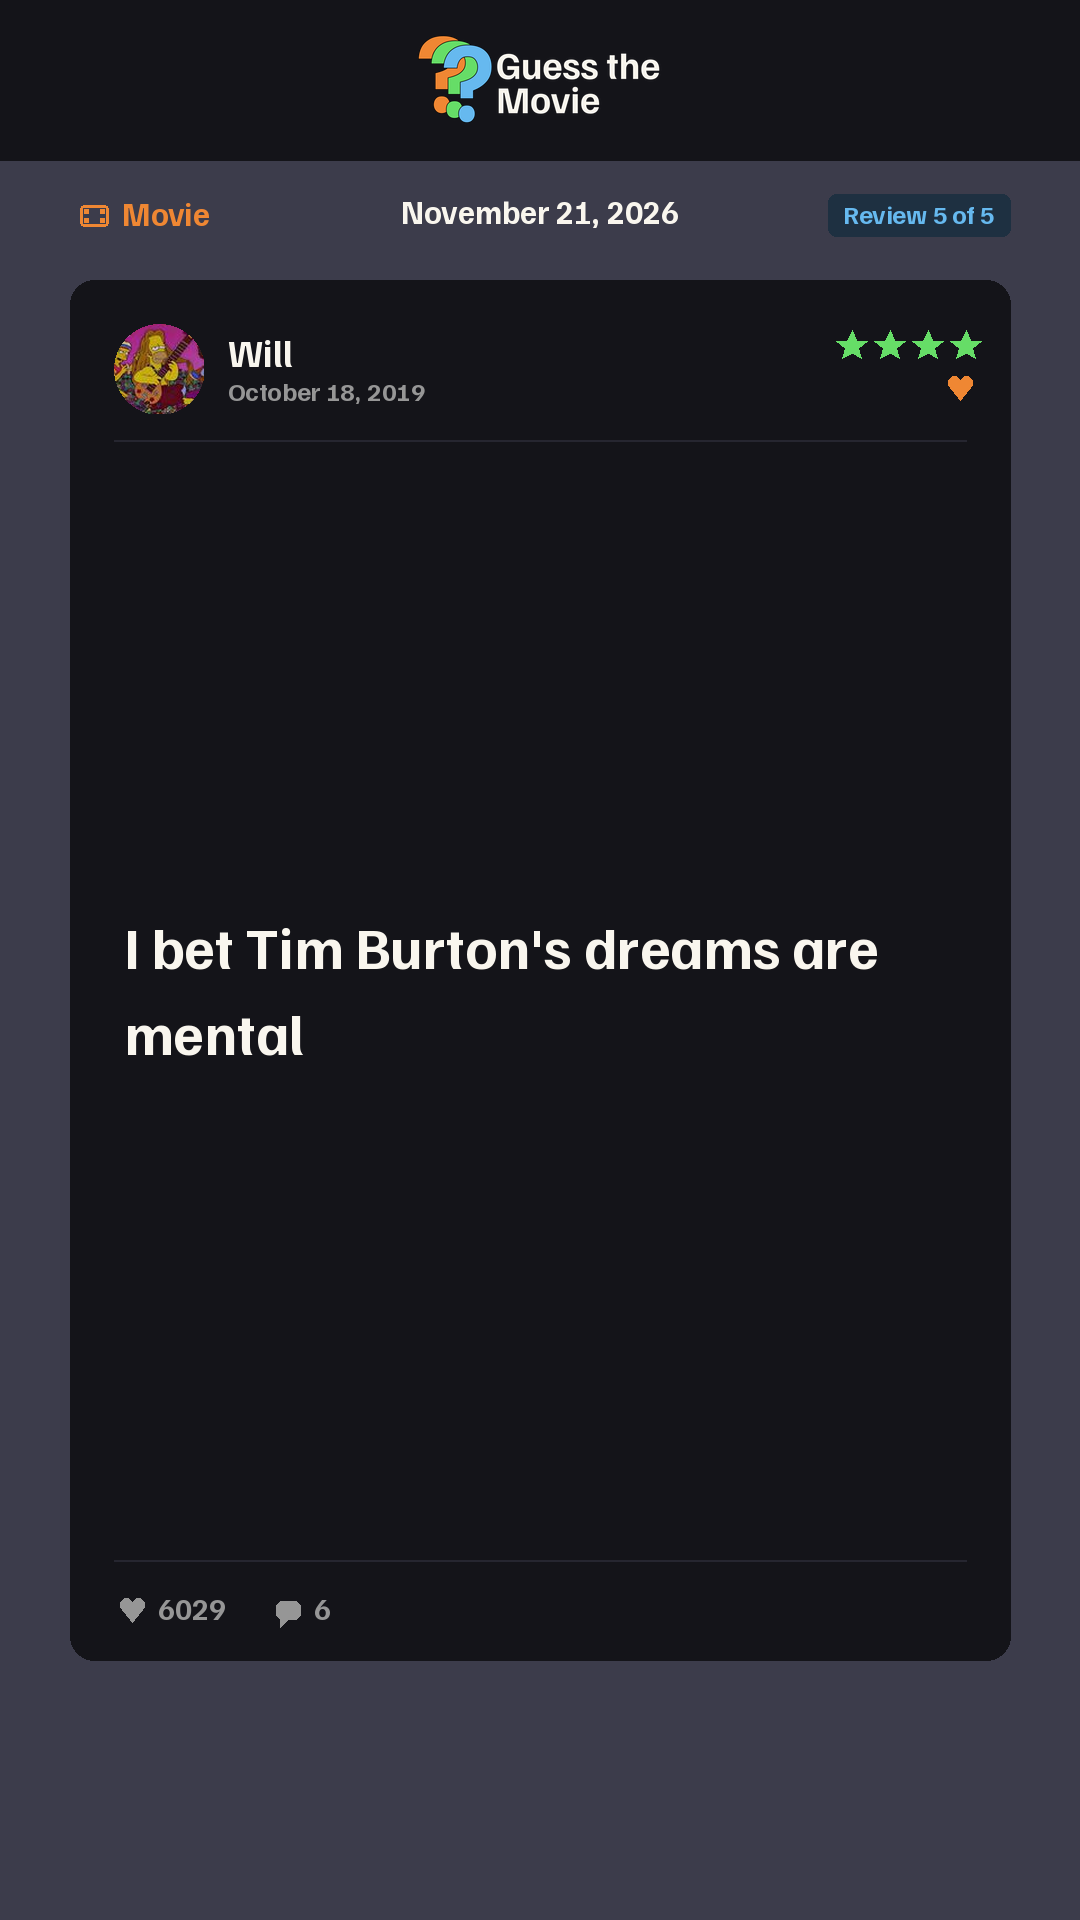 Guess the
Movie
Movie
November 21, 2026
Review 5 of 5
Will
October 18, 2019
I bet Tim Burton's dreams are
mental
6029
6